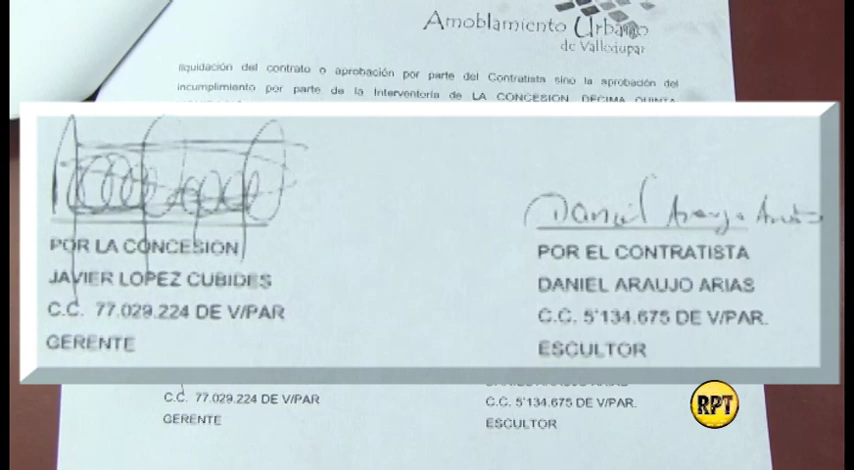 Amoblamiento Urbano
de Valledupar
liquidación del contrato o aprobación por parte del Contratista sino la aprobación del
incumplimiento por parte de la Interventoria de LA CONCESION DECIMA QUINTA
Daniel Araujo Arias
POR LA CONCESION
JAVIER LOPEZ CUBIDES
C.C. 77.029.224 DE V/PAR
GERENTE
POR EL CONTRATISTA
DANIEL ARAUJO ARIAS
C.C. 5'134.675 DE V/PAR.
ESCULTOR
C.C. 77.029.224 DE V/PAR
GERENTE
C.C. 5'134.675 DE V/PAR.
ESCULTOR
RPT